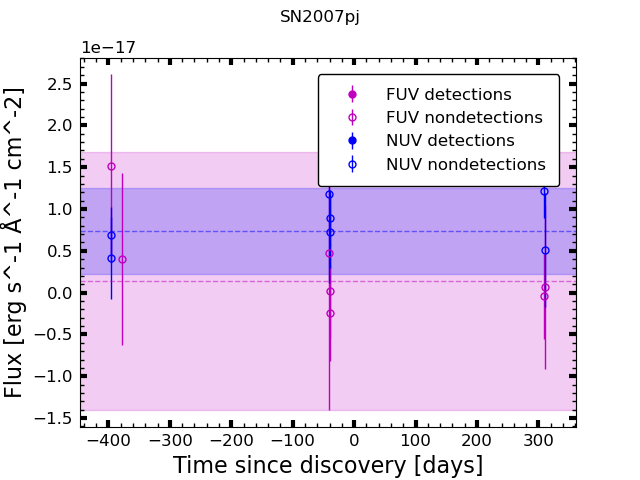 SN2007pj
1e−17
2.5
2.0
1.5
1.0
0.5
0.0
−0.5
−1.0
−1.5
Flux [erg s^-1 Å^-1 cm^-2]
FUV detections
FUV nondetections
NUV detections
NUV nondetections
−400
−300
−200
−100
0
100
200
300
Time since discovery [days]